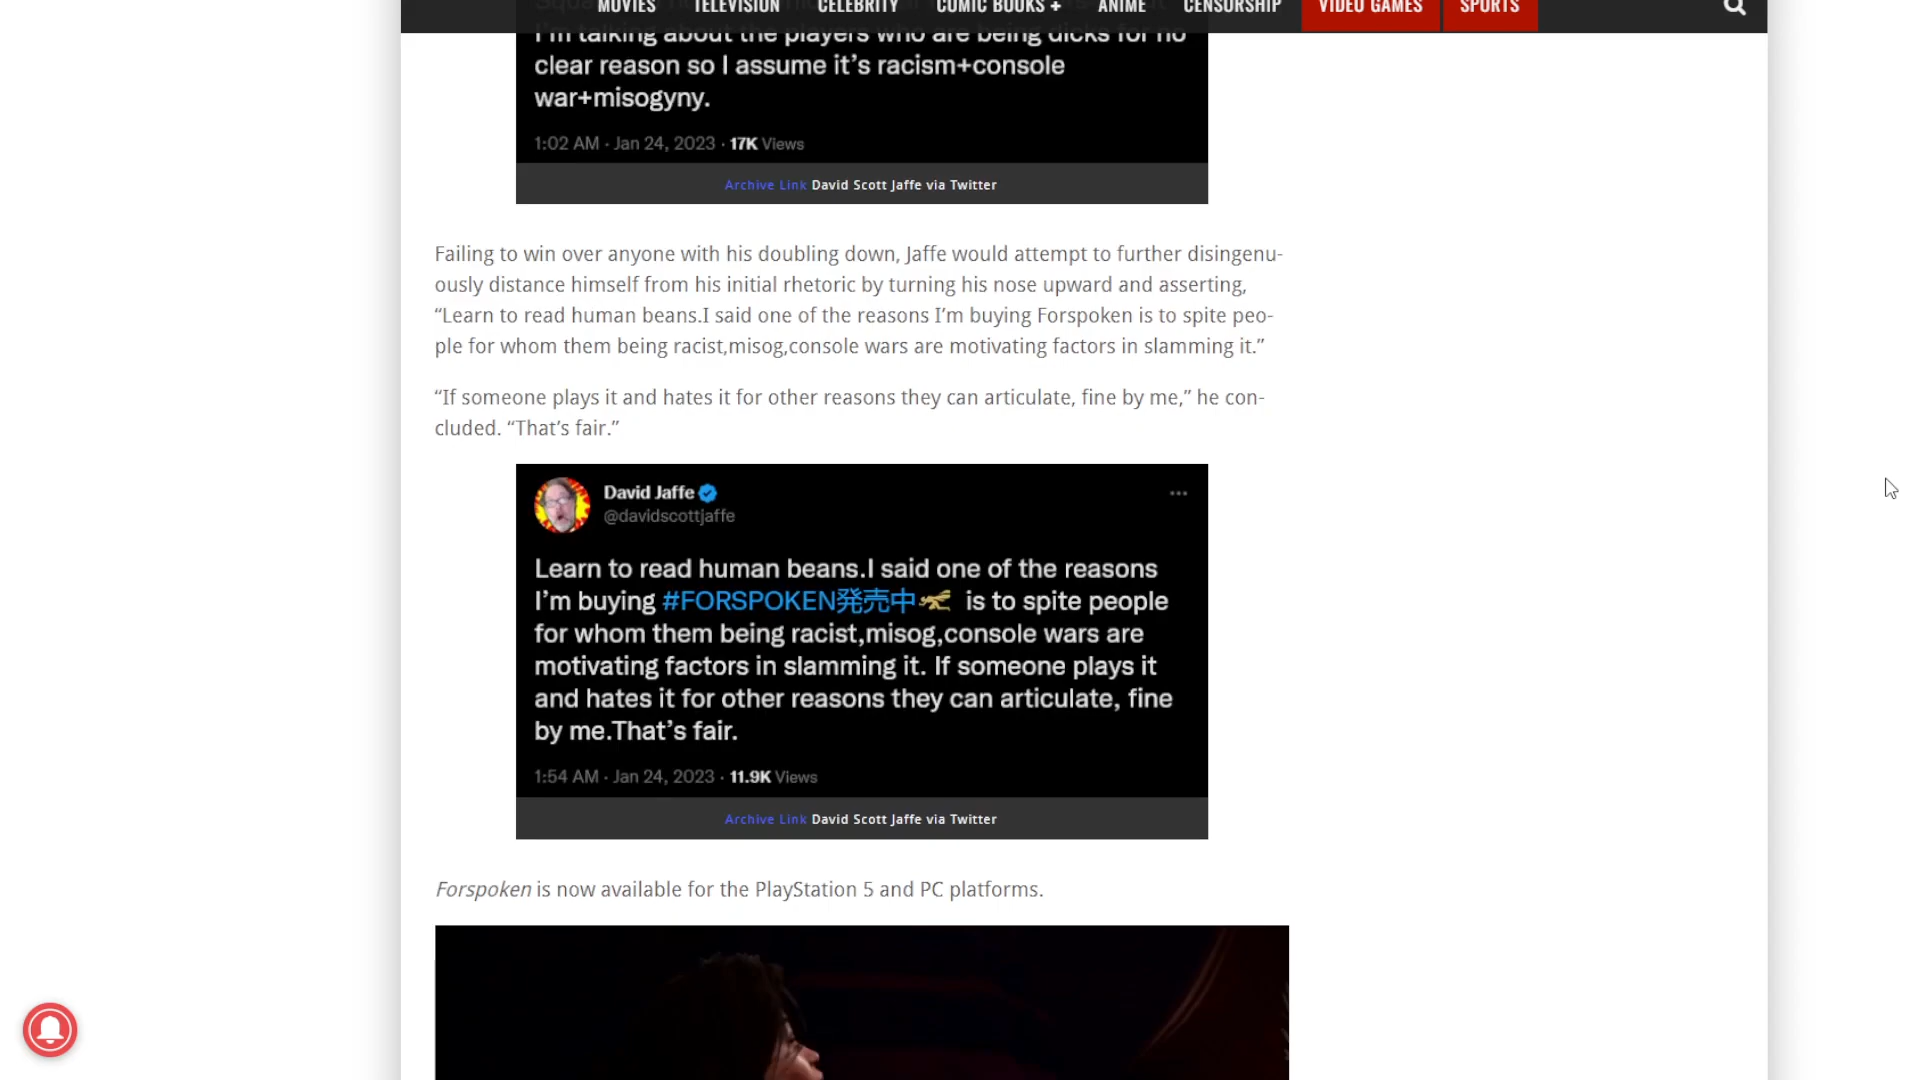 MOVIES TELEVISION CELEBRITY COMIC BOOKS + ANIME CENSORSHIP VIDEO GAMES SPORTS
I'm talking about the players who are being dicks for no
clear reason so I assume it's racism+console
war+misogyny.
1:02 AM · Jan 24, 2023 · 17K Views
Archive Link David Scott Jaffe via Twitter
Failing to win over anyone with his doubling down, Jaffe would attempt to further disingenu-
ously distance himself from his initial rhetoric by turning his nose upward and asserting,
“Learn to read human beans.I said one of the reasons I’m buying Forspoken is to spite peo-
ple for whom them being racist,misog,console wars are motivating factors in slamming it.”
“If someone plays it and hates it for other reasons they can articulate, fine by me,” he con-
cluded. “That’s fair.”
David Jaffe
@davidscottjaffe
Learn to read human beans.I said one of the reasons
I'm buying #FORSPOKEN発売中 is to spite people
for whom them being racist,misog,console wars are
motivating factors in slamming it. If someone plays it
and hates it for other reasons they can articulate, fine
by me.That's fair.
1:54 AM · Jan 24, 2023 · 11.9K Views
Archive Link David Scott Jaffe via Twitter
Forspoken is now available for the PlayStation 5 and PC platforms.